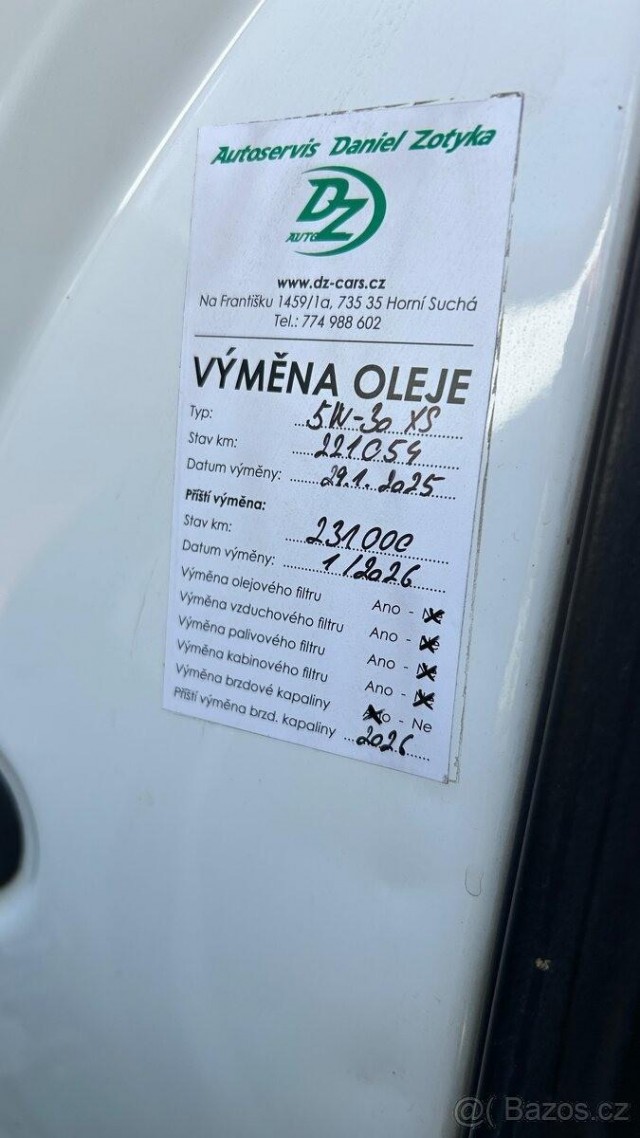 Autoservis Daniel Zotyka
DZ
AUTO
www.dz-cars.cz
Na Františku 1459/1a, 735 35 Horní Suchá
Tel.: 774 988 602
VÝMĚNA OLEJE
Typ: 5W-30 XS
Stav km: 221054
Datum výměny: 29.1.2025
Příští výměna:
Stav km: 231000
Datum výměny: 1/2026
Výměna olejového filtru Ano - Ne
Výměna vzduchového filtru Ano - Ne
Výměna palivového filtru Ano - Ne
Výměna kabinového filtru Ano - Ne
Výměna brzdové kapaliny Ano - Ne
Příští výměna brzd. kapaliny 2026
@( Bazos.cz